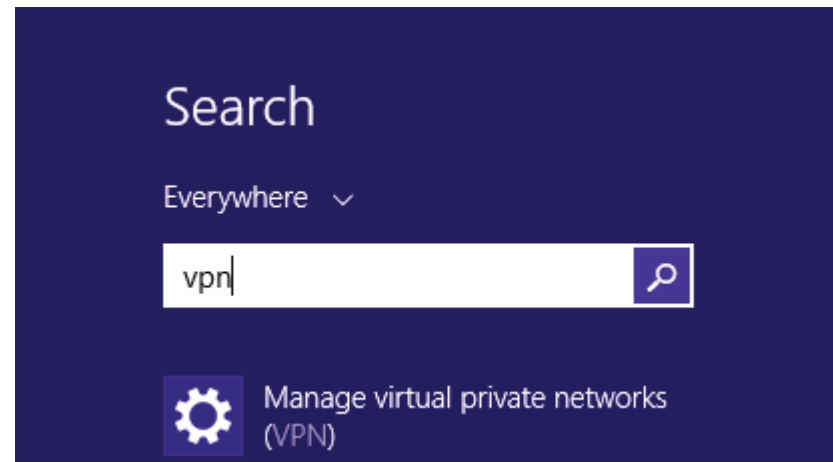 Search
Everywhere
vpn
Manage virtual private networks
(VPN)